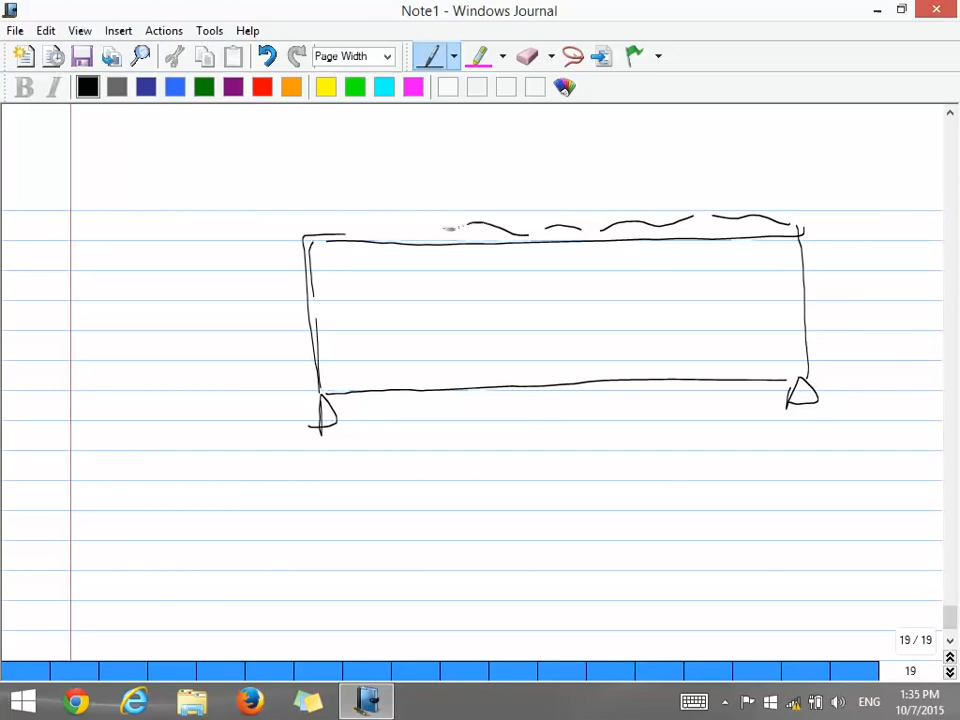 Note1 - Windows Journal
File Edit View Insert Actions Tools Help
Page Width
B I
19 / 19
19
ENG
1:35 PM
10/7/2015